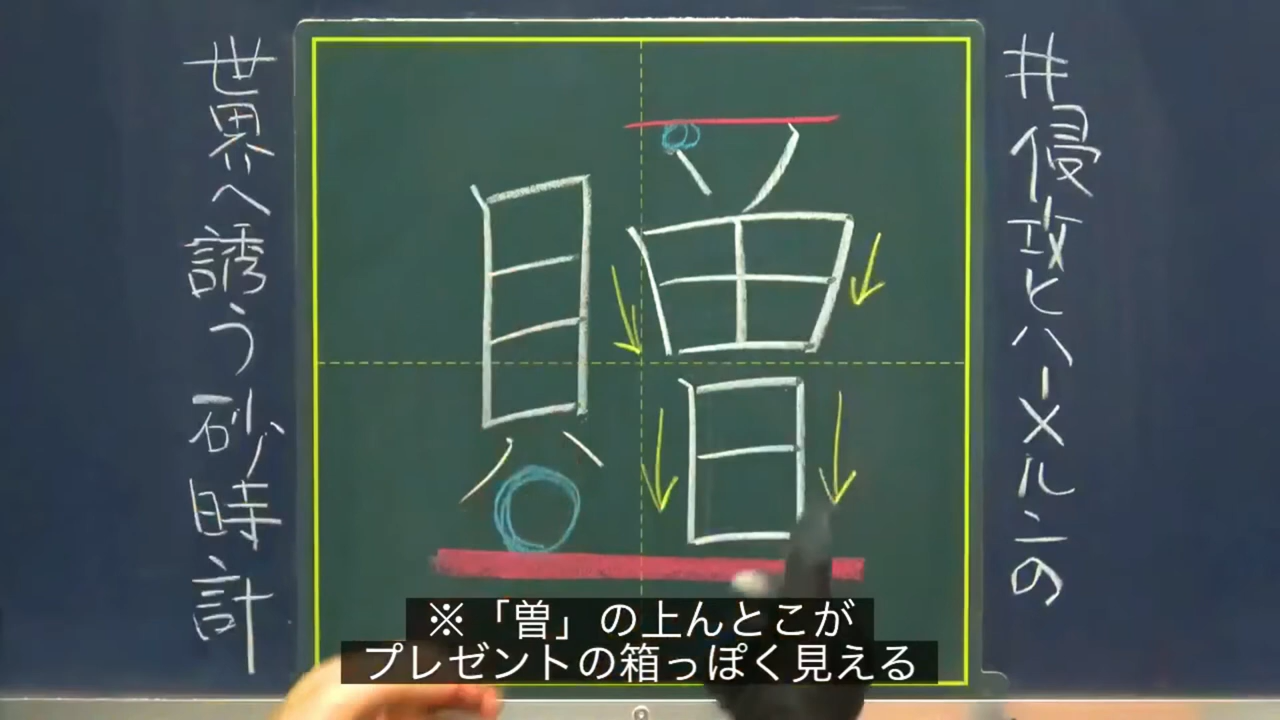 #侵攻とハーメルンの
贈
世界へ誘う砂時計
※「曽」の上んとこが
プレゼントの箱っぽく見える